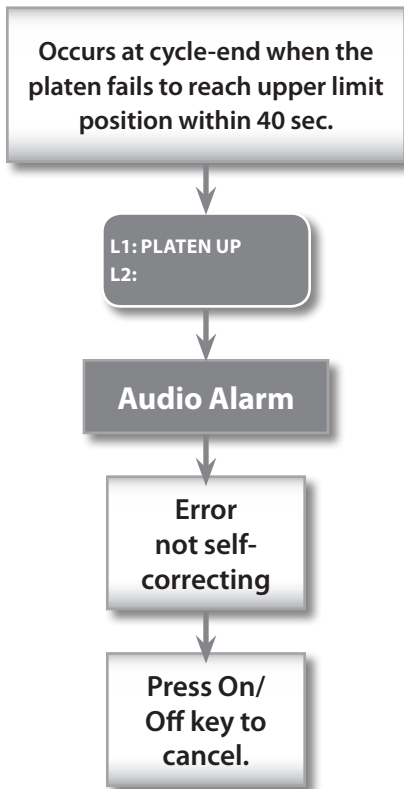 Occurs at cycle-end when the
platen fails to reach upper limit
position within 40 sec.
L1: PLATEN UP
L2:
Audio Alarm
Error
not self-
correcting
Press On/
Off key to
cancel.